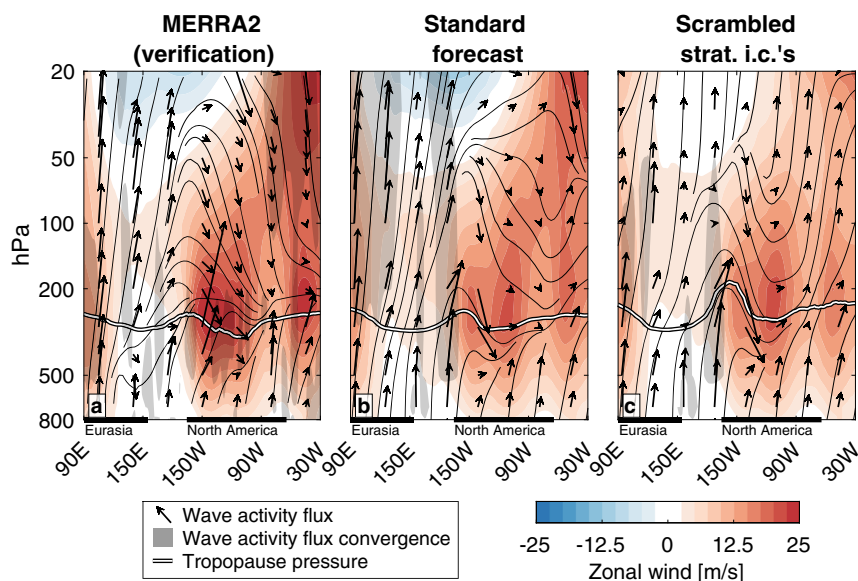 MERRA2
(verification)
Standard
forecast
Scrambled
strat. i.c.'s
hPa
20
50
100
200
500
800
a
b
c
Eurasia
North America
Eurasia
North America
Eurasia
North America
90E
150E
150W
90W
30W
90E
150E
150W
90W
30W
90E
150E
150W
90W
30W
Wave activity flux
Wave activity flux convergence
Tropopause pressure
-25
-12.5
0
12.5
25
Zonal wind [m/s]